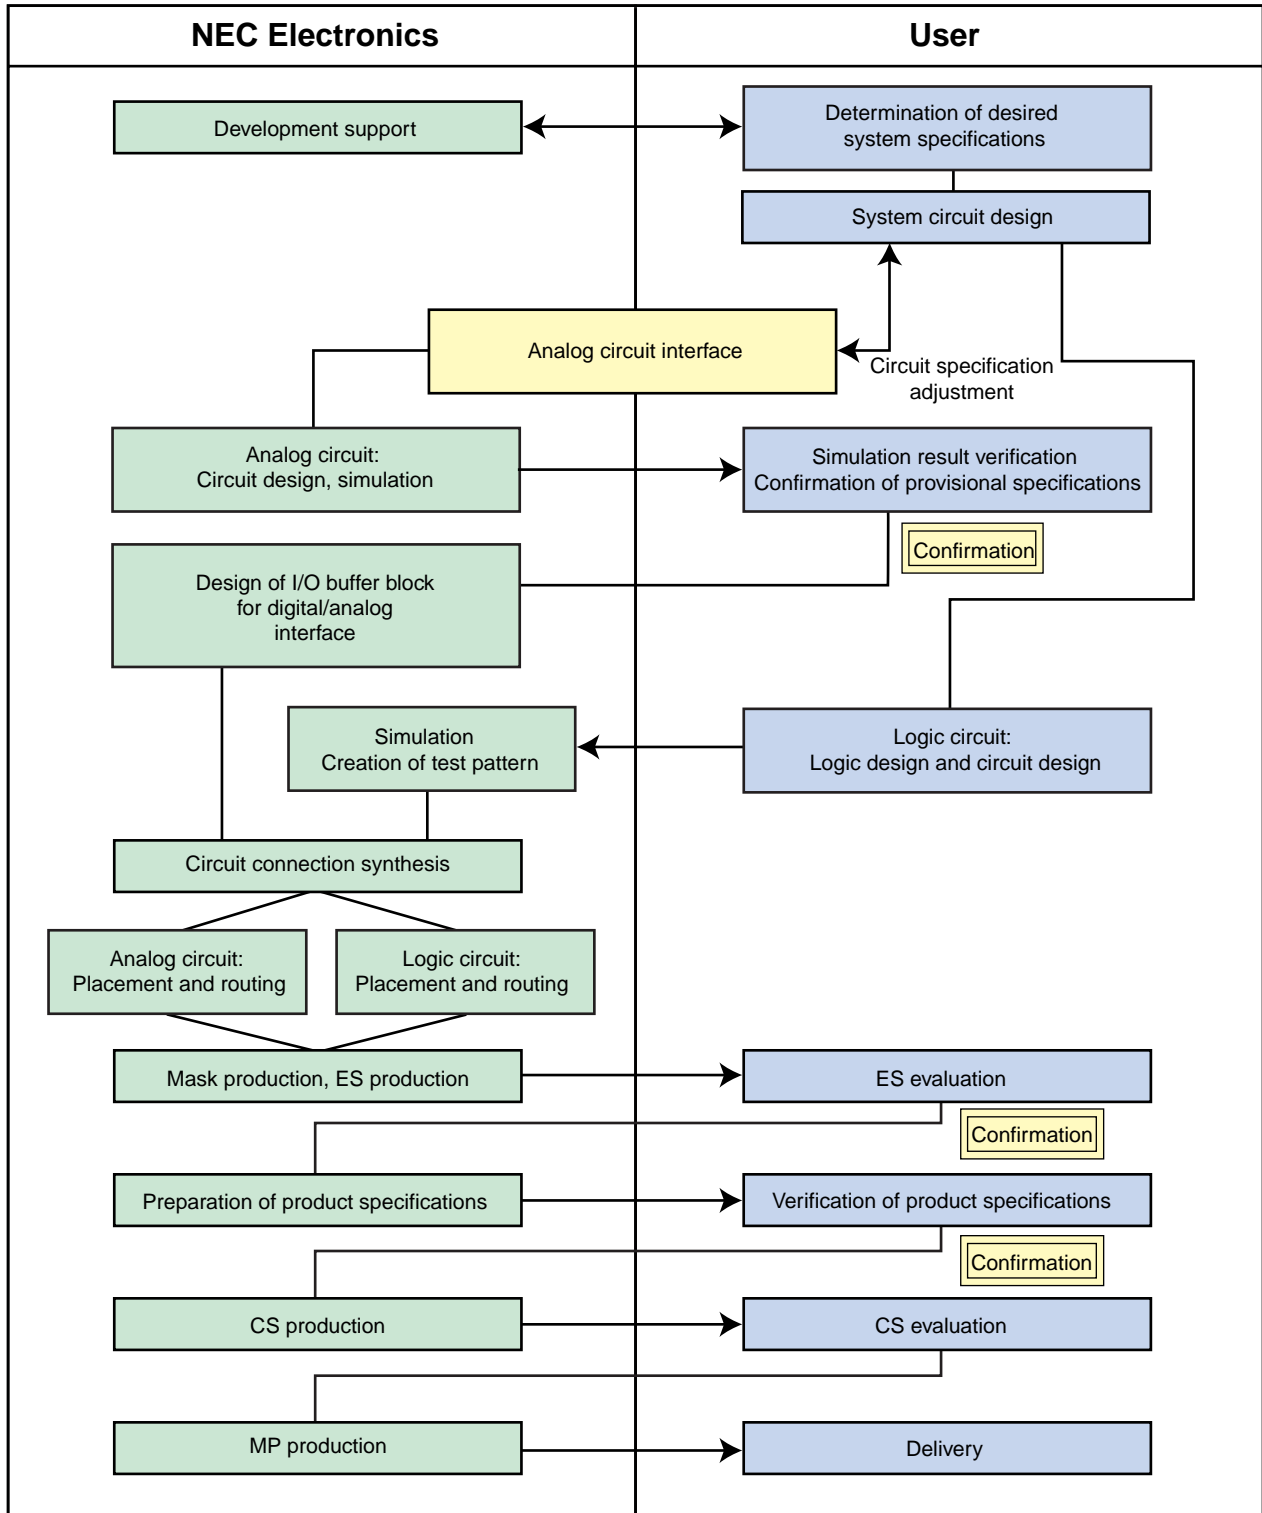 NEC Electronics
User
Development support
Determination of desired
system specifications
System circuit design
Analog circuit interface
Circuit specification
adjustment
Analog circuit:
Circuit design, simulation
Simulation result verification
Confirmation of provisional specifications
Confirmation
Design of I/O buffer block
for digital/analog
interface
Simulation
Creation of test pattern
Logic circuit:
Logic design and circuit design
Circuit connection synthesis
Analog circuit:
Placement and routing
Logic circuit:
Placement and routing
Mask production, ES production
ES evaluation
Confirmation
Preparation of product specifications
Verification of product specifications
Confirmation
CS production
CS evaluation
MP production
Delivery